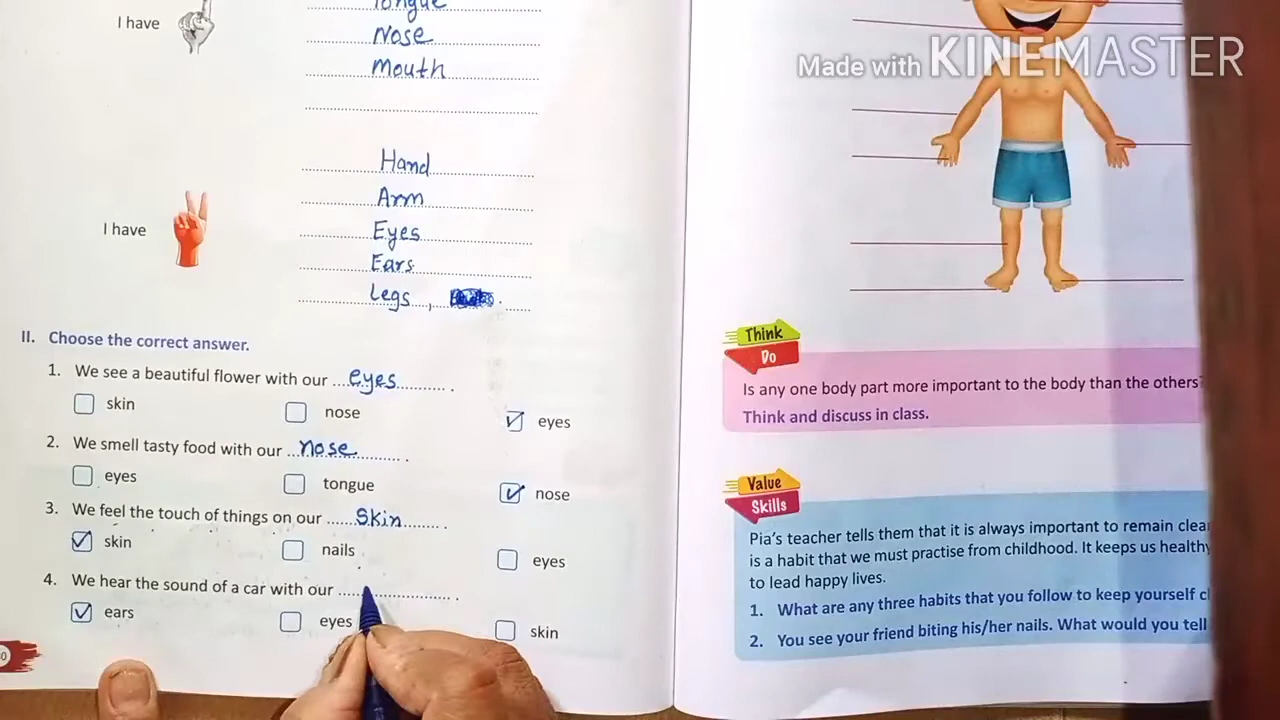 Tongue
I have
Nose
Mouth
Hand
Arm
I have
Eyes
Ears
Legs,
II. Choose the correct answer.
1. We see a beautiful flower with our ....eyes.......... .
skin nose eyes
2. We smell tasty food with our ...nose........... .
eyes tongue nose
3. We feel the touch of things on our .......Skin........ .
skin nails eyes
4. We hear the sound of a car with our ........................ .
ears eyes skin
Made with KINEMASTER
Think
Do
Is any one body part more important to the body than the others
Think and discuss in class.
Value
Skills
Pia's teacher tells them that it is always important to remain clea
is a habit that we must practise from childhood. It keeps us healthy
to lead happy lives.
1. What are any three habits that you follow to keep yourself cl
2. You see your friend biting his/her nails. What would you tell